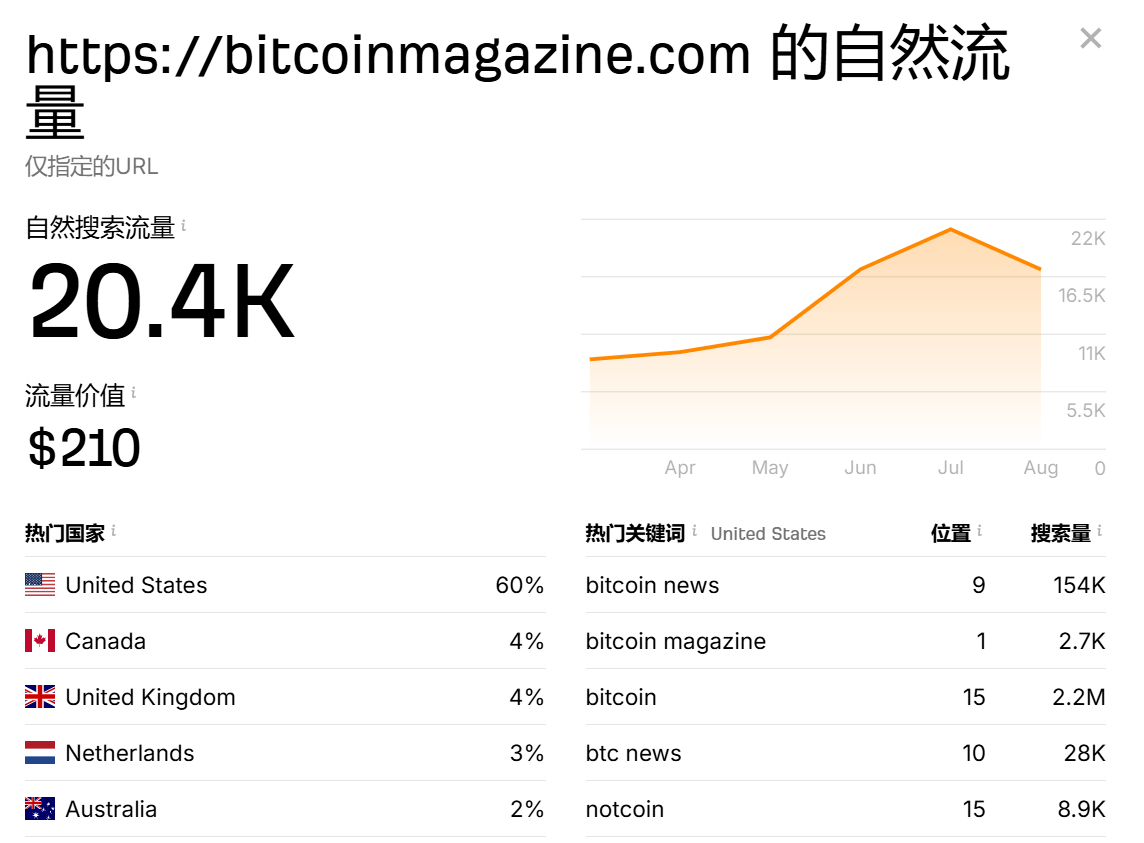 https://bitcoinmagazine.com 的自然流
量
仅指定的URL
自然搜索流量 i
20.4K
流量价值 i
$210
22K
16.5K
11K
5.5K
0
Apr May Jun Jul Aug
热门国家 i
United States 60%
Canada 4%
United Kingdom 4%
Netherlands 3%
Australia 2%
热门关键词 i United States 位置 i 搜索量 i
bitcoin news 9 154K
bitcoin magazine 1 2.7K
bitcoin 15 2.2M
btc news 10 28K
notcoin 15 8.9K